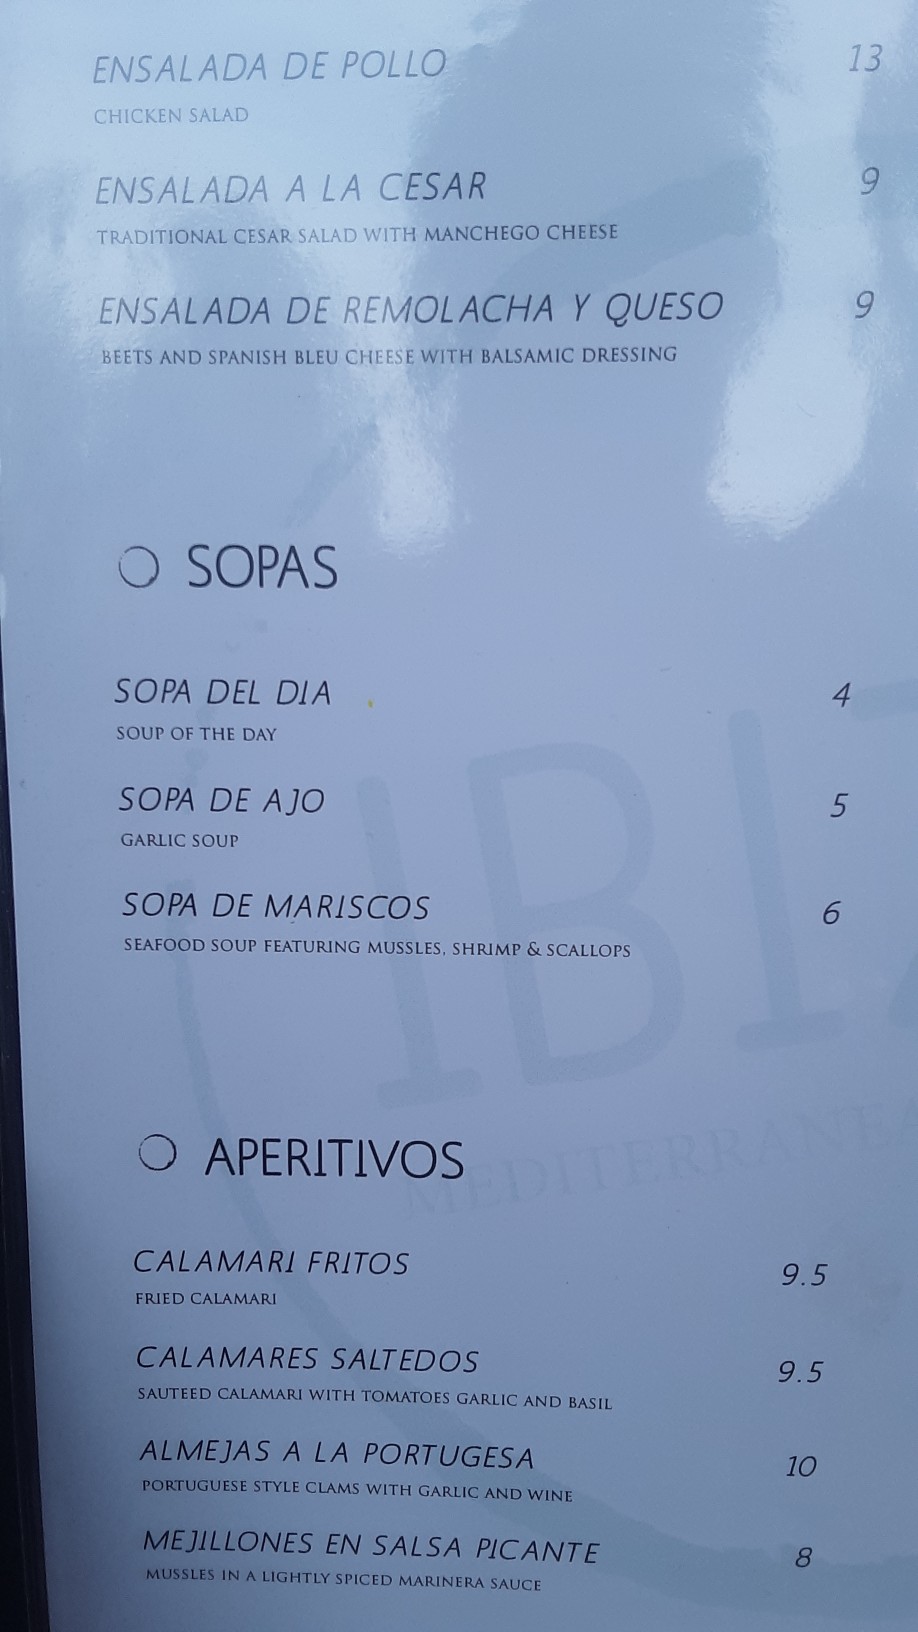 ENSALADA DE POLLO 13
CHICKEN SALAD
ENSALADA A LA CESAR 9
TRADITIONAL CESAR SALAD WITH MANCHEGO CHEESE
ENSALADA DE REMOLACHA Y QUESO 9
BEETS AND SPANISH BLEU CHEESE WITH BALSAMIC DRESSING
SOPAS
SOPA DEL DIA 4
SOUP OF THE DAY
SOPA DE AJO 5
GARLIC SOUP
SOPA DE MARISCOS 6
SEAFOOD SOUP FEATURING MUSSLES, SHRIMP & SCALLOPS
APERITIVOS
CALAMARI FRITOS 9.5
FRIED CALAMARI
CALAMARES SALTEDOS 9.5
SAUTEED CALAMARI WITH TOMATOES GARLIC AND BASIL
ALMEJAS A LA PORTUGESA 10
PORTUGUESE STYLE CLAMS WITH GARLIC AND WINE
MEJILLONES EN SALSA PICANTE 8
MUSSLES IN A LIGHTLY SPICED MARINERA SAUCE